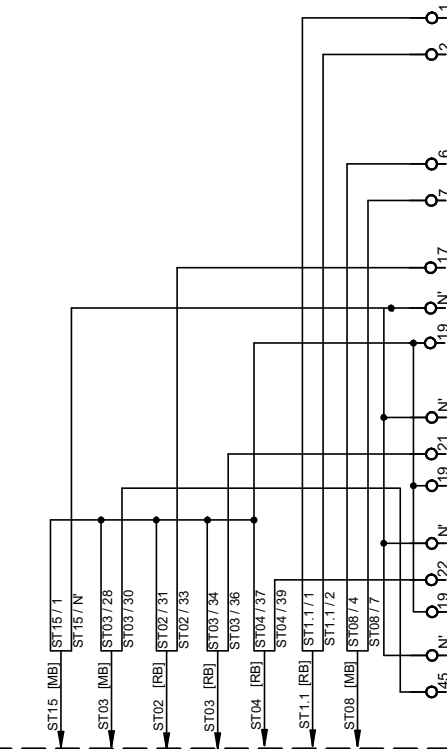 1
2
6
7
17
N'
19
N'
21
19
N'
22
19
N'
45
ST15 / 1
ST15 / N'
ST03 / 28
ST03 / 30
ST02 / 31
ST02 / 33
ST03 / 34
ST03 / 36
ST04 / 37
ST04 / 39
ST1.1 / 1
ST1.1 / 2
ST08 / 4
ST08 / 7
ST15 [MB]
ST03 [MB]
ST02 [RB]
ST03 [RB]
ST04 [RB]
ST1.1 [RB]
ST08 [MB]